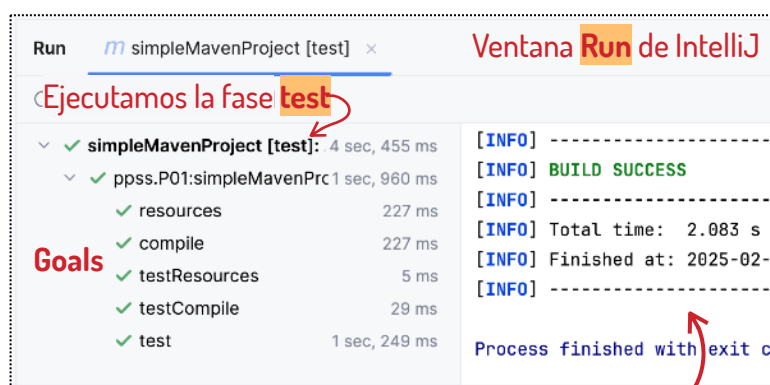 Run m simpleMavenProject [test] ×
Ventana Run de IntelliJ
Ejecutamos la fase test
simpleMavenProject [test]: 4 sec, 455 ms
ppss.P01:simpleMavenPrc 1 sec, 960 ms
resources 227 ms
compile 227 ms
Goals
testResources 5 ms
testCompile 29 ms
test 1 sec, 249 ms
[INFO] ----------------------
[INFO] BUILD SUCCESS
[INFO] ----------------------
[INFO] Total time: 2.083 s
[INFO] Finished at: 2025-02-
[INFO] ----------------------
Process finished with exit c